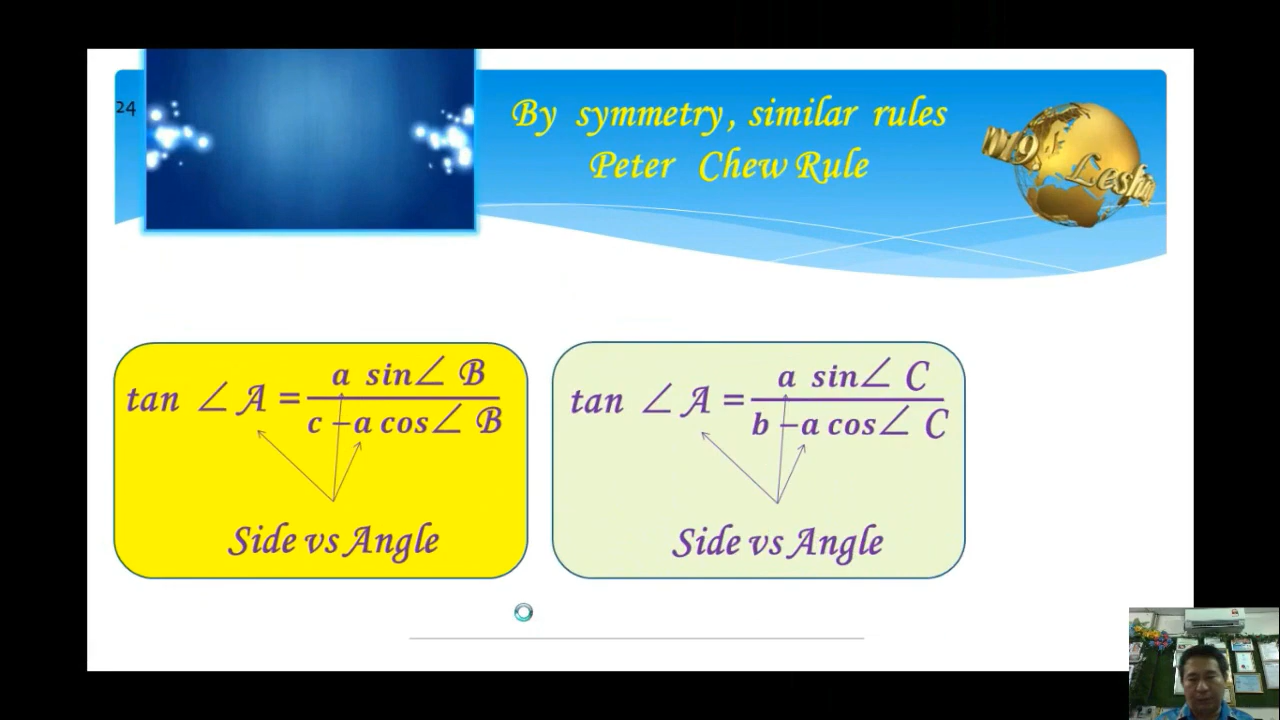 24
By symmetry, similar rules
Peter Chew Rule
tan ∠ A = a sin∠ B / c − a cos∠ B
Side vs Angle
tan ∠ A = a sin∠ C / b − a cos∠ C
Side vs Angle